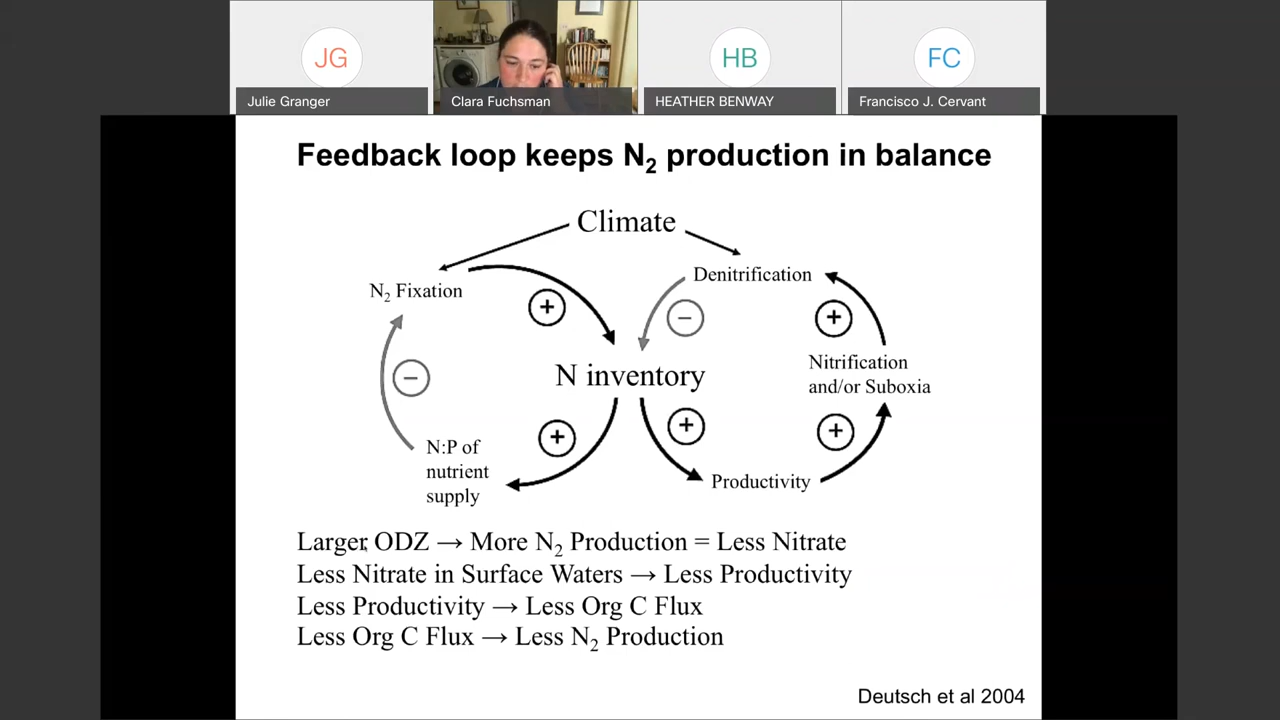 JG
HB
FC
Julie Granger
Clara Fuchsman
HEATHER BENWAY
Francisco J. Cervant
Feedback loop keeps N₂ production in balance
Climate
N₂ Fixation
Denitrification
+
−
+
N inventory
Nitrification
and/or Suboxia
−
+
+
+
N:P of
nutrient
supply
Productivity
Larger ODZ → More N₂ Production = Less Nitrate
Less Nitrate in Surface Waters → Less Productivity
Less Productivity → Less Org C Flux
Less Org C Flux → Less N₂ Production
Deutsch et al 2004